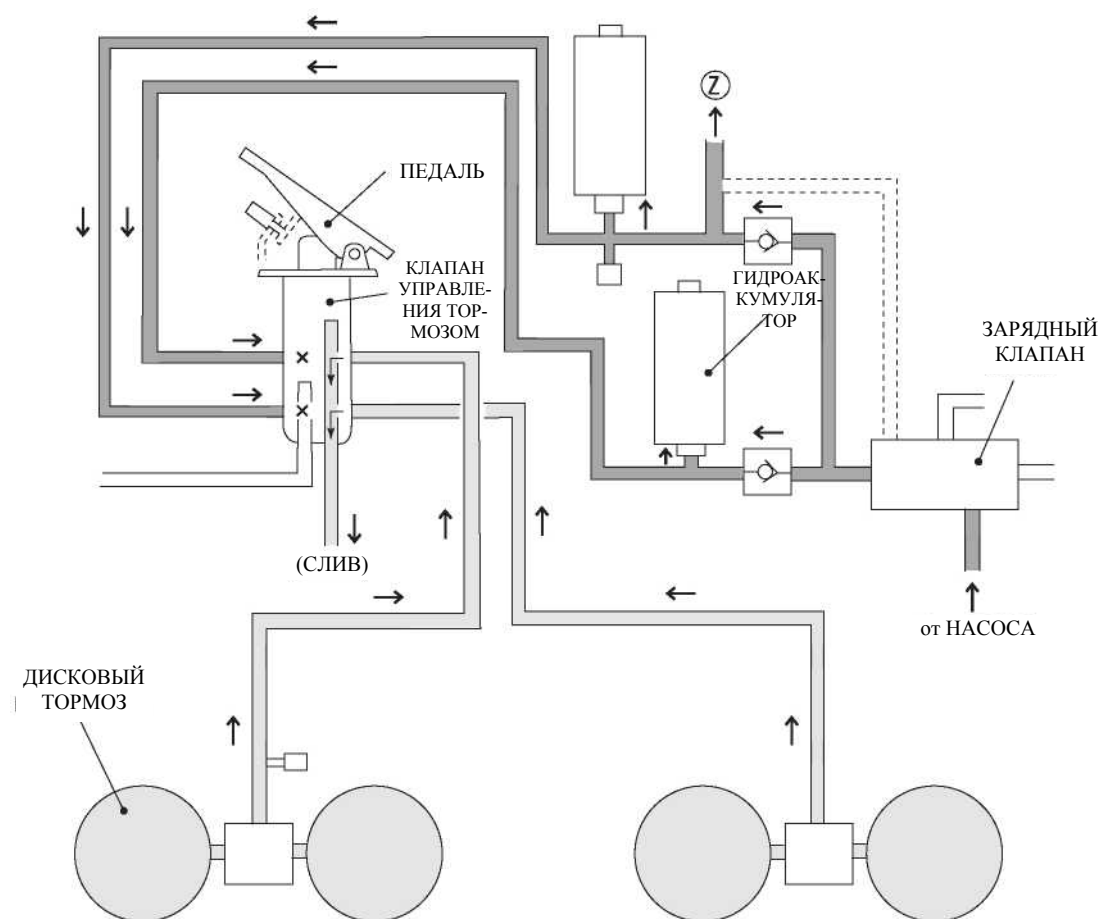 Z
ПЕДАЛЬ
КЛАПАН
УПРАВЛЕ-
НИЯ ТОР-
МОЗОМ
ГИДРОАК-
КУМУЛЯ-
ТОР
ЗАРЯДНЫЙ
КЛАПАН
(СЛИВ)
от НАСОСА
ДИСКОВЫЙ
ТОРМОЗ